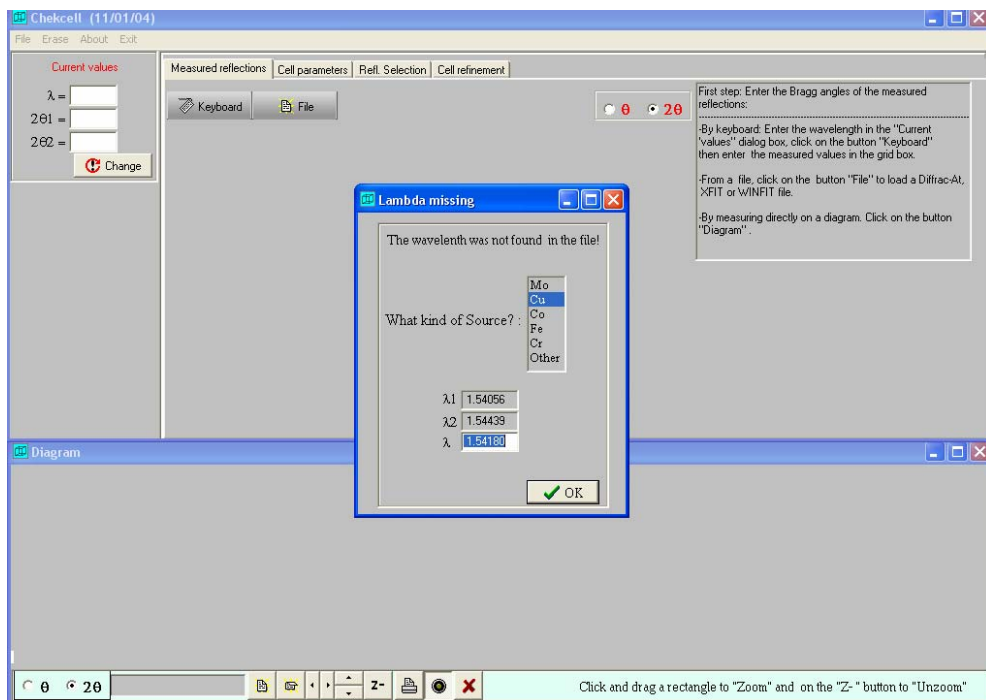 Chekcell (11/01/04)
File Erase About Exit
Current values
λ =
2θ1 =
2θ2 =
Change
Measured reflections Cell parameters Refl. Selection Cell refinement
Keyboard File
θ 2θ
First step: Enter the Bragg angles of the measured
reflections:
-By keyboard: Enter the wavelength in the "Current
'values" dialog box, click on the button "Keyboard"
then enter the measured values in the grid box.
-From a file, click on the button "File" to load a Diffrac-At,
XFIT or WINFIT file.
-By measuring directly on a diagram. Click on the button
"Diagram" .
Lambda missing
The wavelenth was not found in the file!
What kind of Source? :
Mo
Cu
Co
Fe
Cr
Other
λ1 1.54056
λ2 1.54439
λ 1.54180
OK
Diagram
θ 2θ
Z-
Click and drag a rectangle to "Zoom" and on the "Z-" button to "Unzoom"